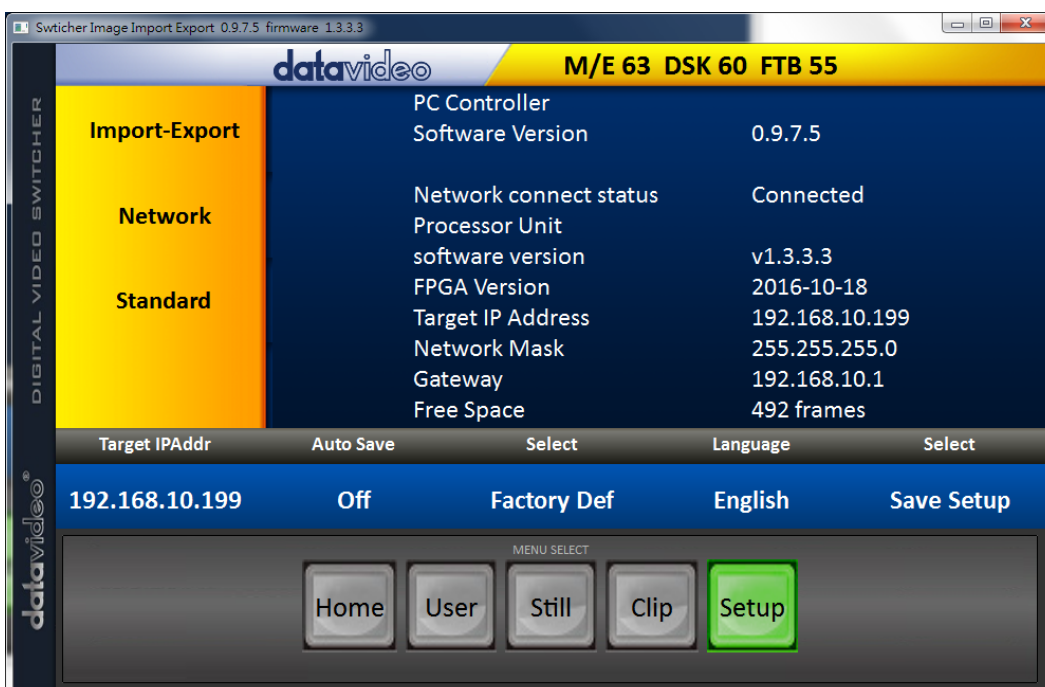 Swticher Image Import Export 0.9.7.5 firmware 1.3.3.3
datavideo M/E 63 DSK 60 FTB 55
DIGITAL VIDEO SWITCHER
datavideo®
Import-Export
Network
Standard
PC Controller
Software Version 0.9.7.5
Network connect status Connected
Processor Unit
software version v1.3.3.3
FPGA Version 2016-10-18
Target IP Address 192.168.10.199
Network Mask 255.255.255.0
Gateway 192.168.10.1
Free Space 492 frames
Target IPAddr Auto Save Select Language Select
192.168.10.199 Off Factory Def English Save Setup
MENU SELECT
Home User Still Clip Setup